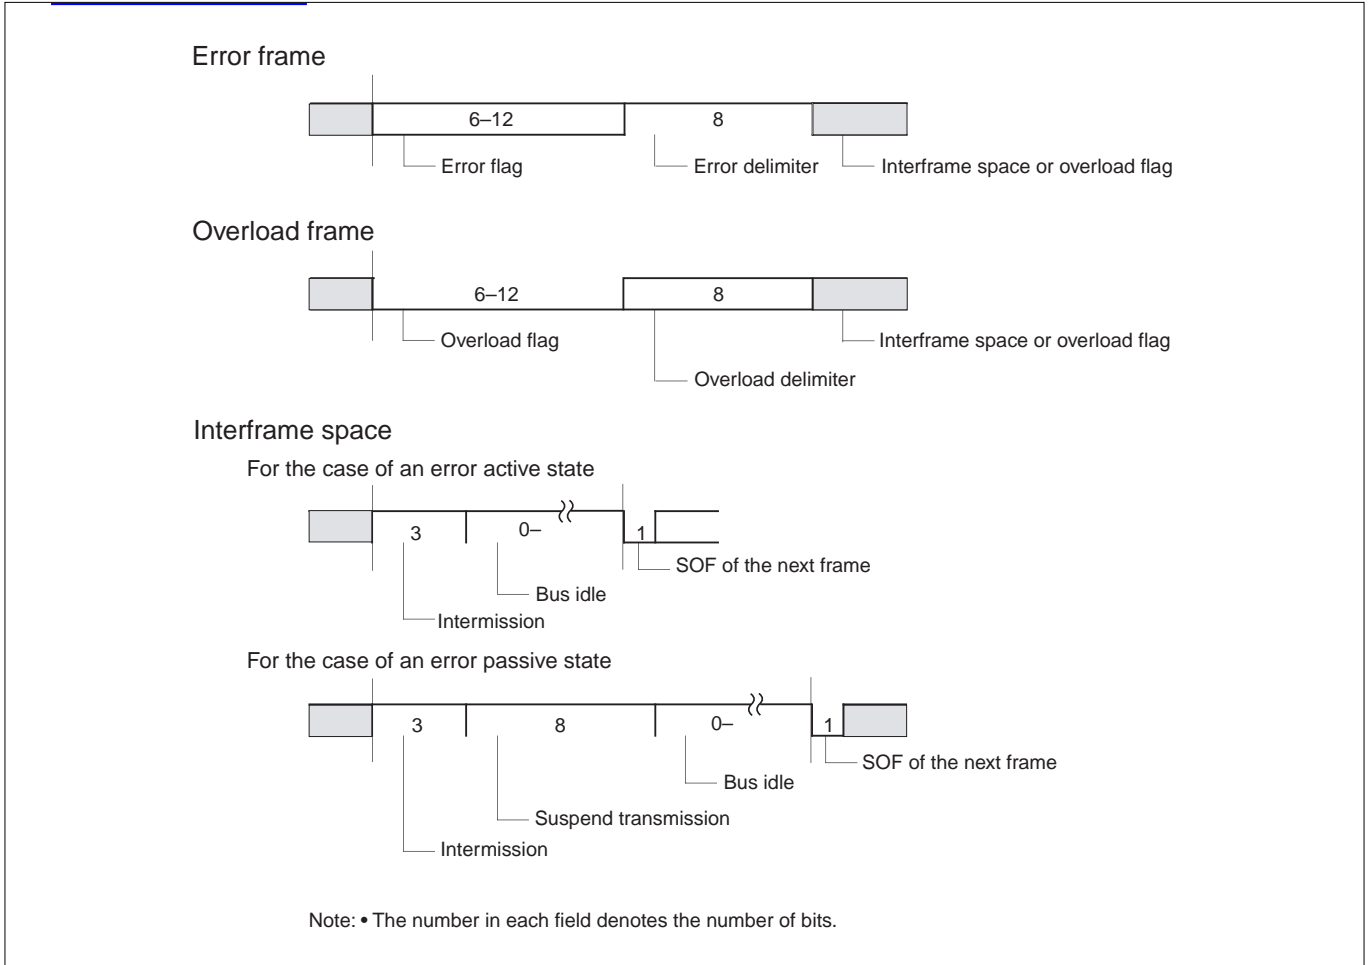 Error frame
6–12 8
Error flag Error delimiter Interframe space or overload flag
Overload frame
6–12 8
Overload flag Interframe space or overload flag
Overload delimiter
Interframe space
For the case of an error active state
3 0– 1
SOF of the next frame
Bus idle
Intermission
For the case of an error passive state
3 8 0– 1
SOF of the next frame
Bus idle
Suspend transmission
Intermission
Note: • The number in each field denotes the number of bits.